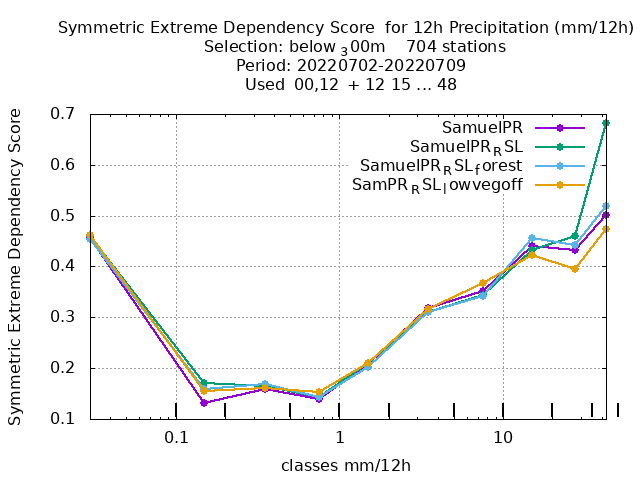 Symmetric Extreme Dependency Score for 12h Precipitation (mm/12h)
Selection: below ₃00m 704 stations
Period: 20220702-20220709
Used 00,12 + 12 15 ... 48
Symmetric Extreme Dependency Score
0.7
0.6
0.5
0.4
0.3
0.2
0.1
SamuelPR
SamuelPR_RSL
SamuelPR_RSL_forest
SamPR_RSL_lowvegoff
0.1 1 10
classes mm/12h